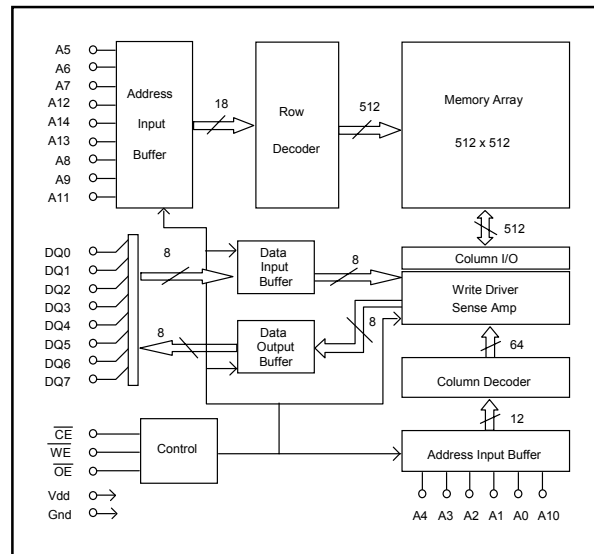 A5
A6
A7
A12
A14
A13
A8
A9
A11
Address
Input
Buffer
18
Row
Decoder
512
Memory Array
512 x 512
512
DQ0
DQ1
DQ2
DQ3
DQ4
DQ5
DQ6
DQ7
8
Data
Input
Buffer
8
Column I/O
Write Driver
Sense Amp
8
Data
Output
Buffer
8
64
Column Decoder
12
CE
WE
OE
Control
Address Input Buffer
Vdd
Gnd
A4 A3 A2 A1 A0 A10